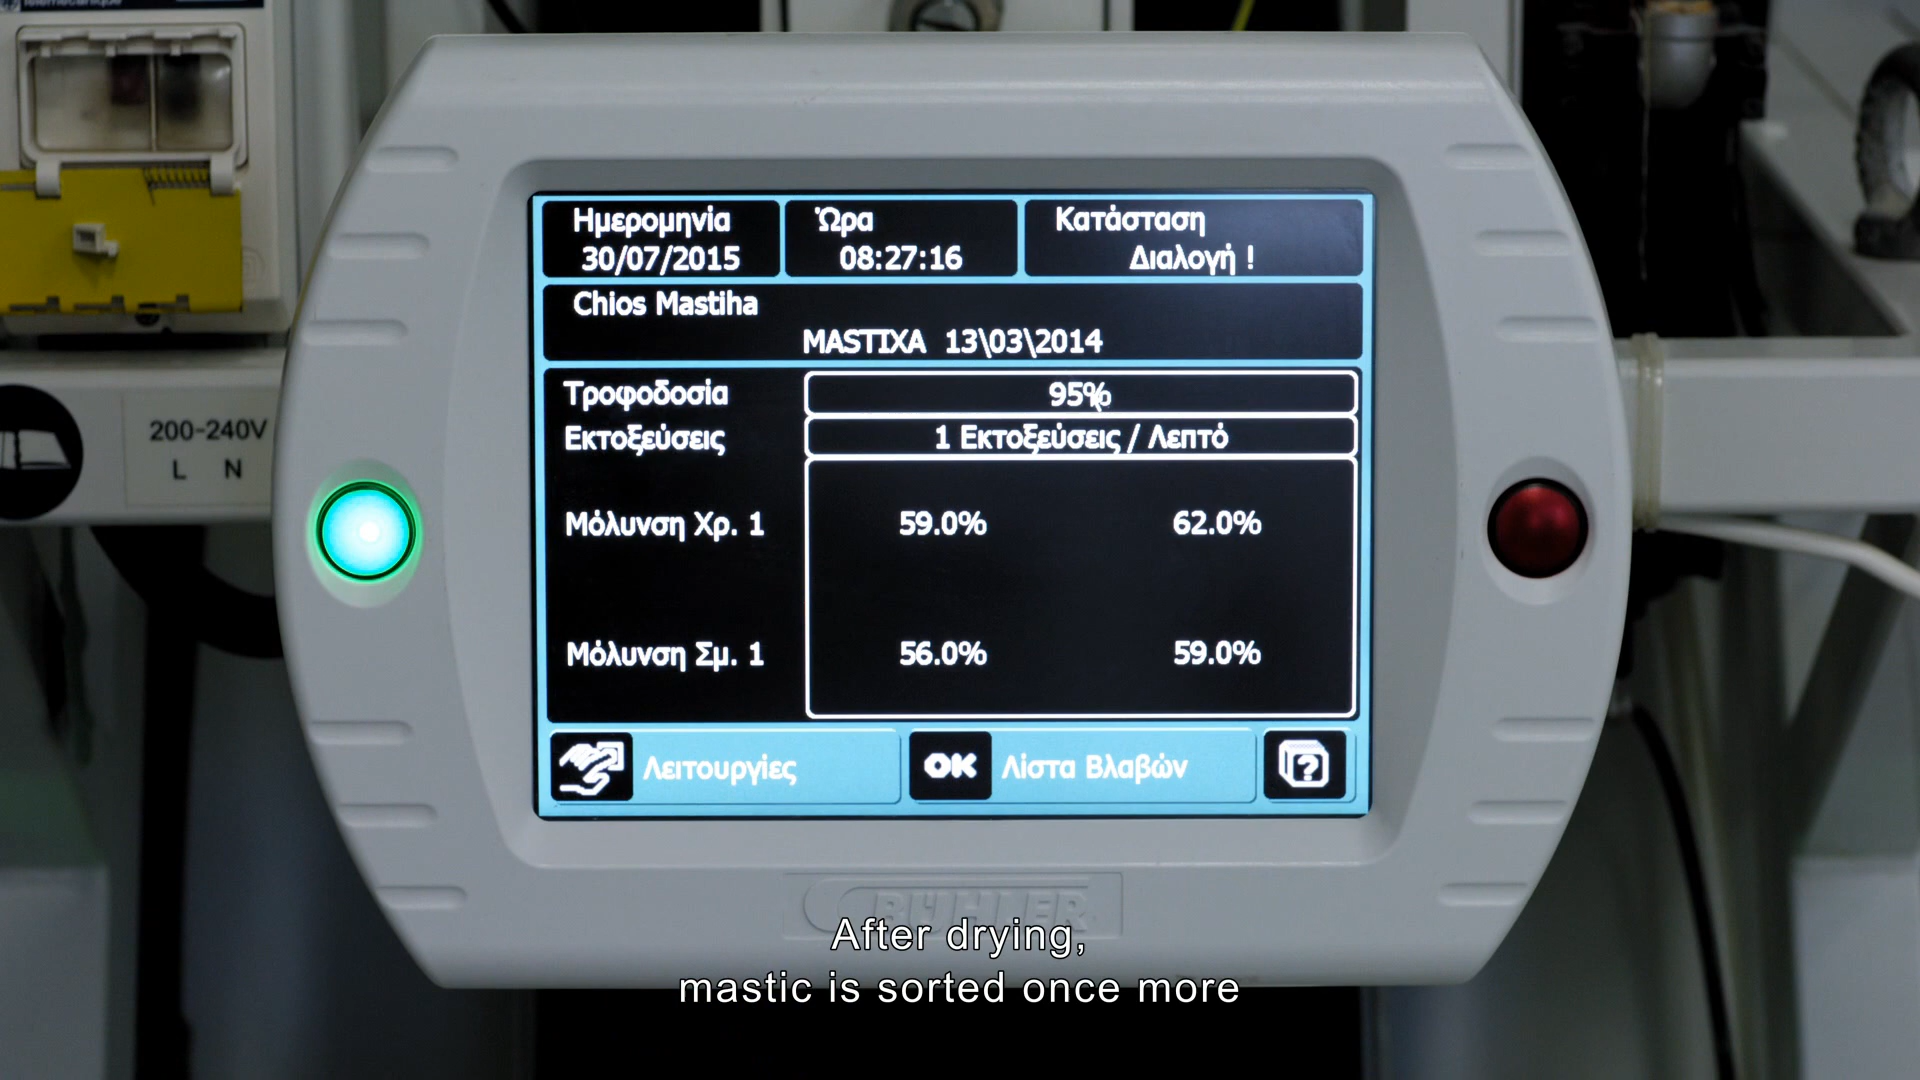 Ημερομηνία
30/07/2015
Ώρα
08:27:16
Κατάσταση
Διαλογή !
Chios Mastiha
MASTIXA 13\03\2014
Τροφοδοσία
95%
Εκτοξεύσεις
1 Εκτοξεύσεις / Λεπτό
Μόλυνση Χρ. 1
59.0%
62.0%
Μόλυνση Σμ. 1
56.0%
59.0%
Λειτουργίες
OK
Λίστα Βλαβών
?
200-240V
L N
BÜHLER
After drying,
mastic is sorted once more